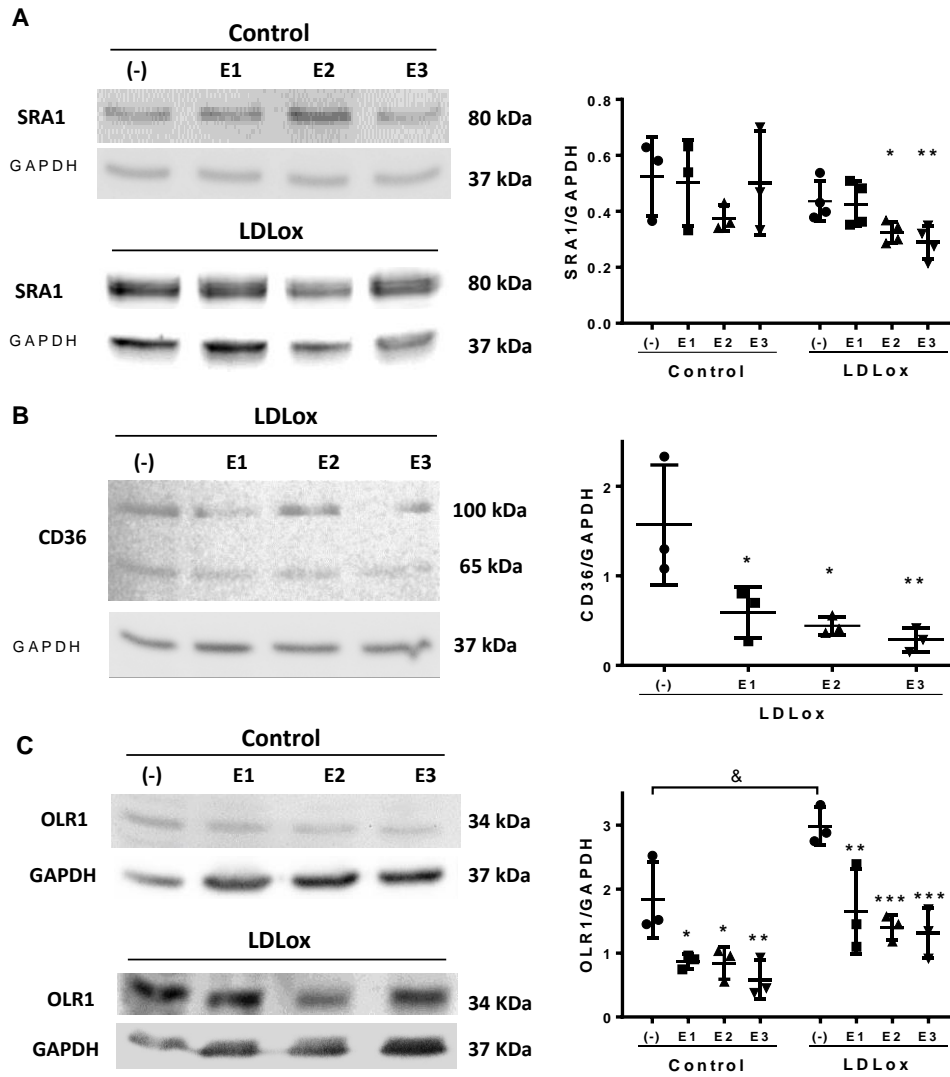 A
Control
(-) E1 E2 E3
SRA1 80 kDa
GAPDH 37 kDa
LDLox
SRA1 80 kDa
GAPDH 37 kDa
SRA1/GAPDH
0.8
0.6
0.4
0.2
0.0
* **
(-) E1 E2 E3 (-) E1 E2 E3
Control LDLox
B
LDLox
(-) E1 E2 E3
CD36
100 kDa
65 kDa
GAPDH 37 kDa
CD36/GAPDH
2
1
0
* * **
(-) E1 E2 E3
LDLox
C
Control
(-) E1 E2 E3
OLR1 34 kDa
GAPDH 37 kDa
LDLox
OLR1 34 KDa
GAPDH 37 KDa
OLR1/GAPDH
&
3
2
1
0
* * ** ** *** ***
(-) E1 E2 E3 (-) E1 E2 E3
Control LDLox